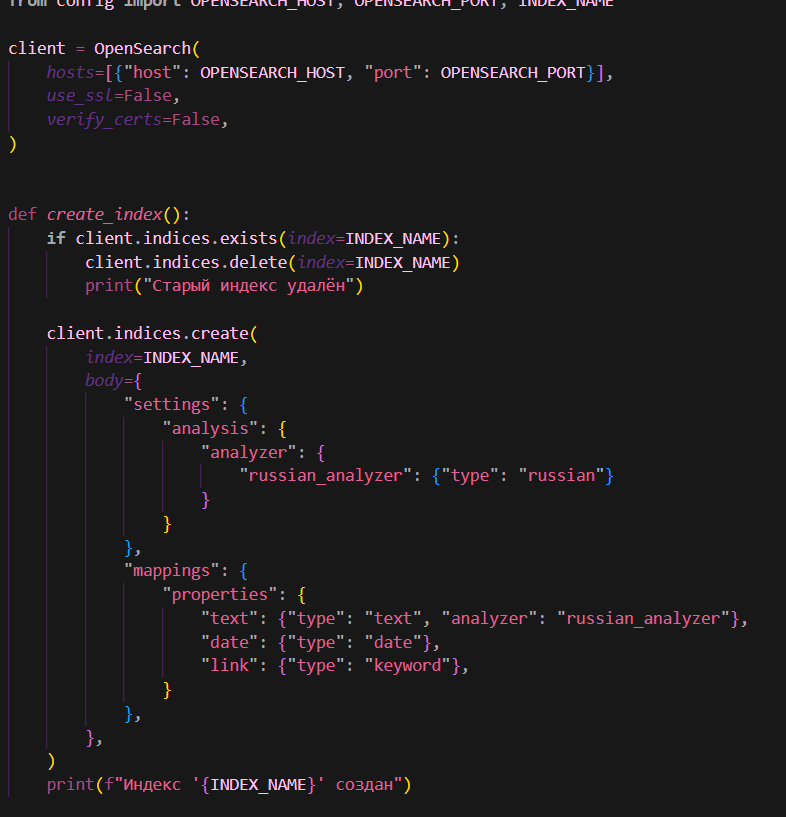 from config import OPENSEARCH_HOST, OPENSEARCH_PORT, INDEX_NAME
client = OpenSearch(
    hosts=[{"host": OPENSEARCH_HOST, "port": OPENSEARCH_PORT}],
    use_ssl=False,
    verify_certs=False,
)
def create_index():
    if client.indices.exists(index=INDEX_NAME):
        client.indices.delete(index=INDEX_NAME)
        print("Старый индекс удалён")
    client.indices.create(
        index=INDEX_NAME,
        body={
            "settings": {
                "analysis": {
                    "analyzer": {
                        "russian_analyzer": {"type": "russian"}
                    }
                }
            },
            "mappings": {
                "properties": {
                    "text": {"type": "text", "analyzer": "russian_analyzer"},
                    "date": {"type": "date"},
                    "link": {"type": "keyword"},
                }
            },
        },
    )
    print(f"Индекс '{INDEX_NAME}' создан")